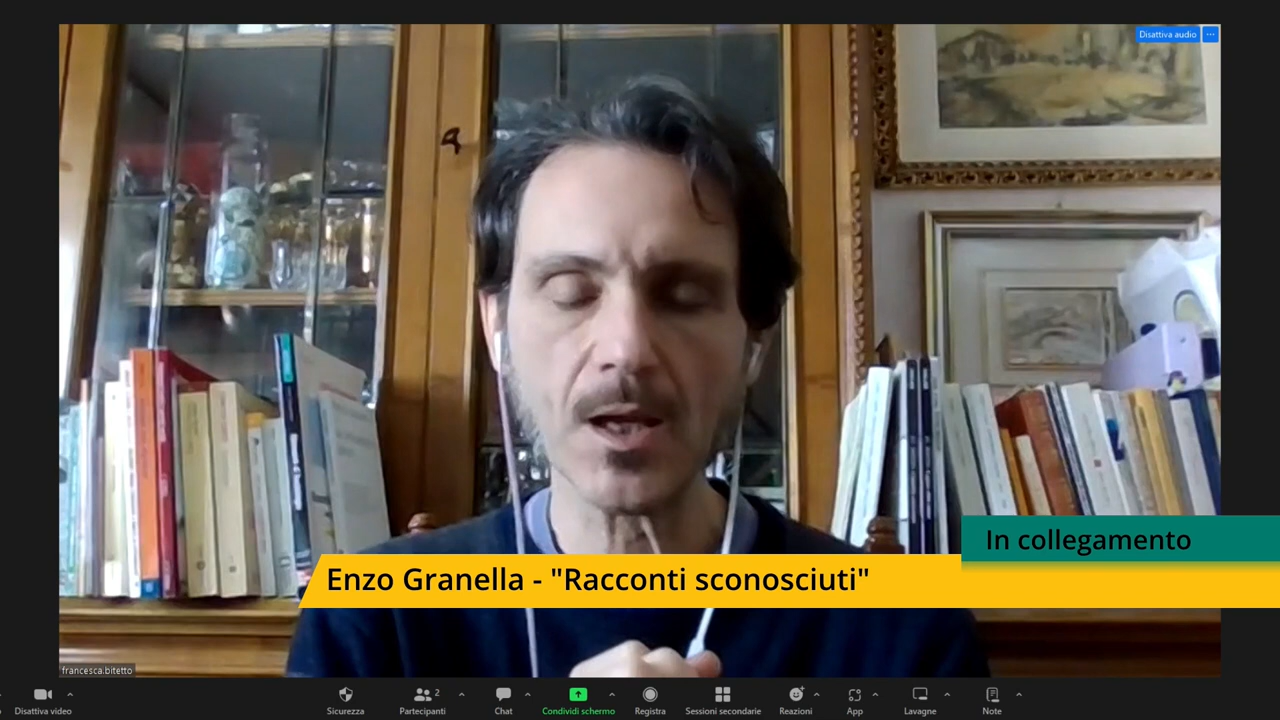 Disattiva audio
In collegamento
Enzo Granella - "Racconti sconosciuti"
francesca.bitetto
Disattiva video
Sicurezza
Partecipanti
2
Chat
Condividi schermo
Registra
Sessioni secondarie
Reazioni
App
Lavagne
Note